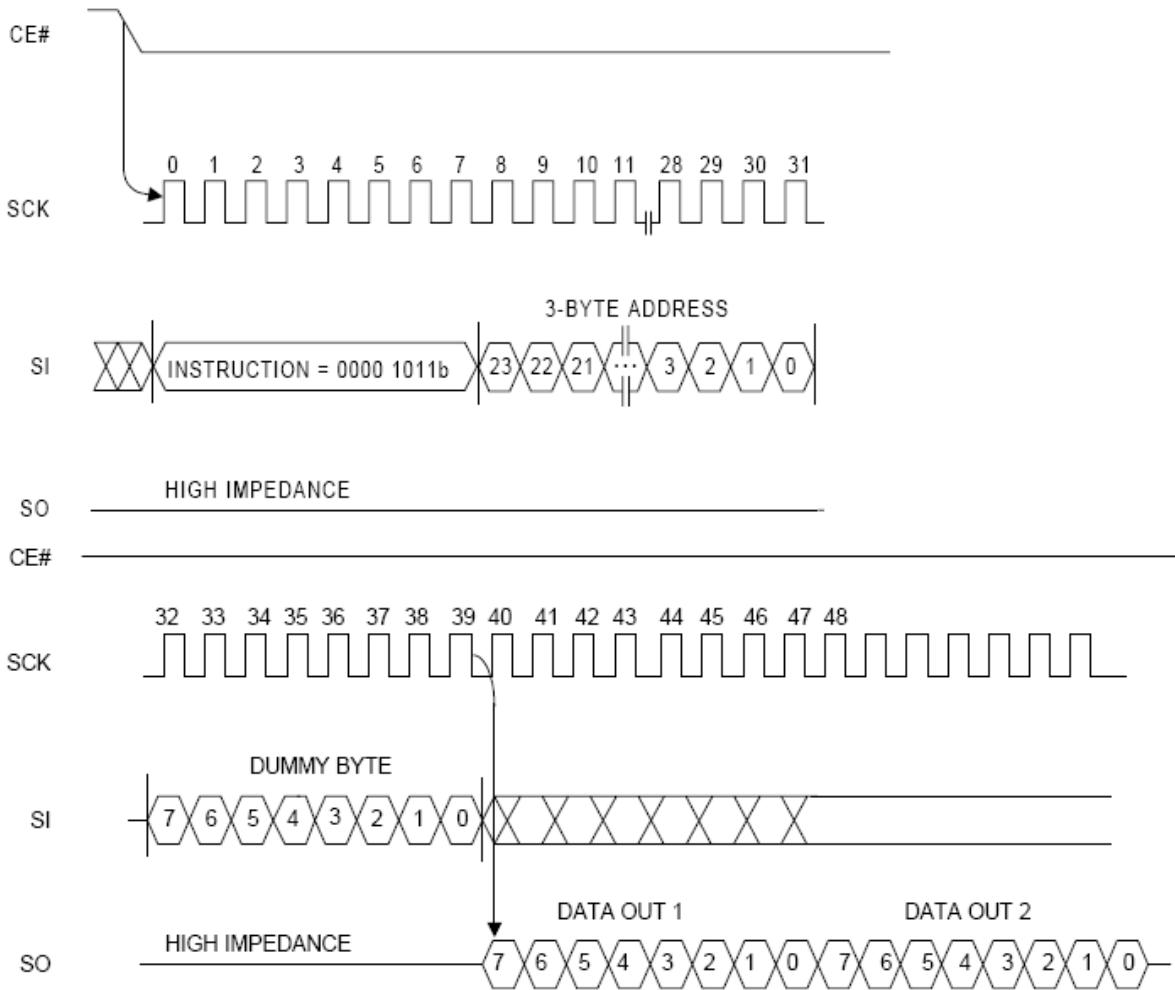 CE#
0 1 2 3 4 5 6 7 8 9 10 11 28 29 30 31
SCK
3-BYTE ADDRESS
SI INSTRUCTION = 0000 1011b 23 22 21 ... 3 2 1 0
HIGH IMPEDANCE
SO
CE#
32 33 34 35 36 37 38 39 40 41 42 43 44 45 46 47 48
SCK
DUMMY BYTE
SI 7 6 5 4 3 2 1 0
DATA OUT 1 DATA OUT 2
HIGH IMPEDANCE
SO 7 6 5 4 3 2 1 0 7 6 5 4 3 2 1 0